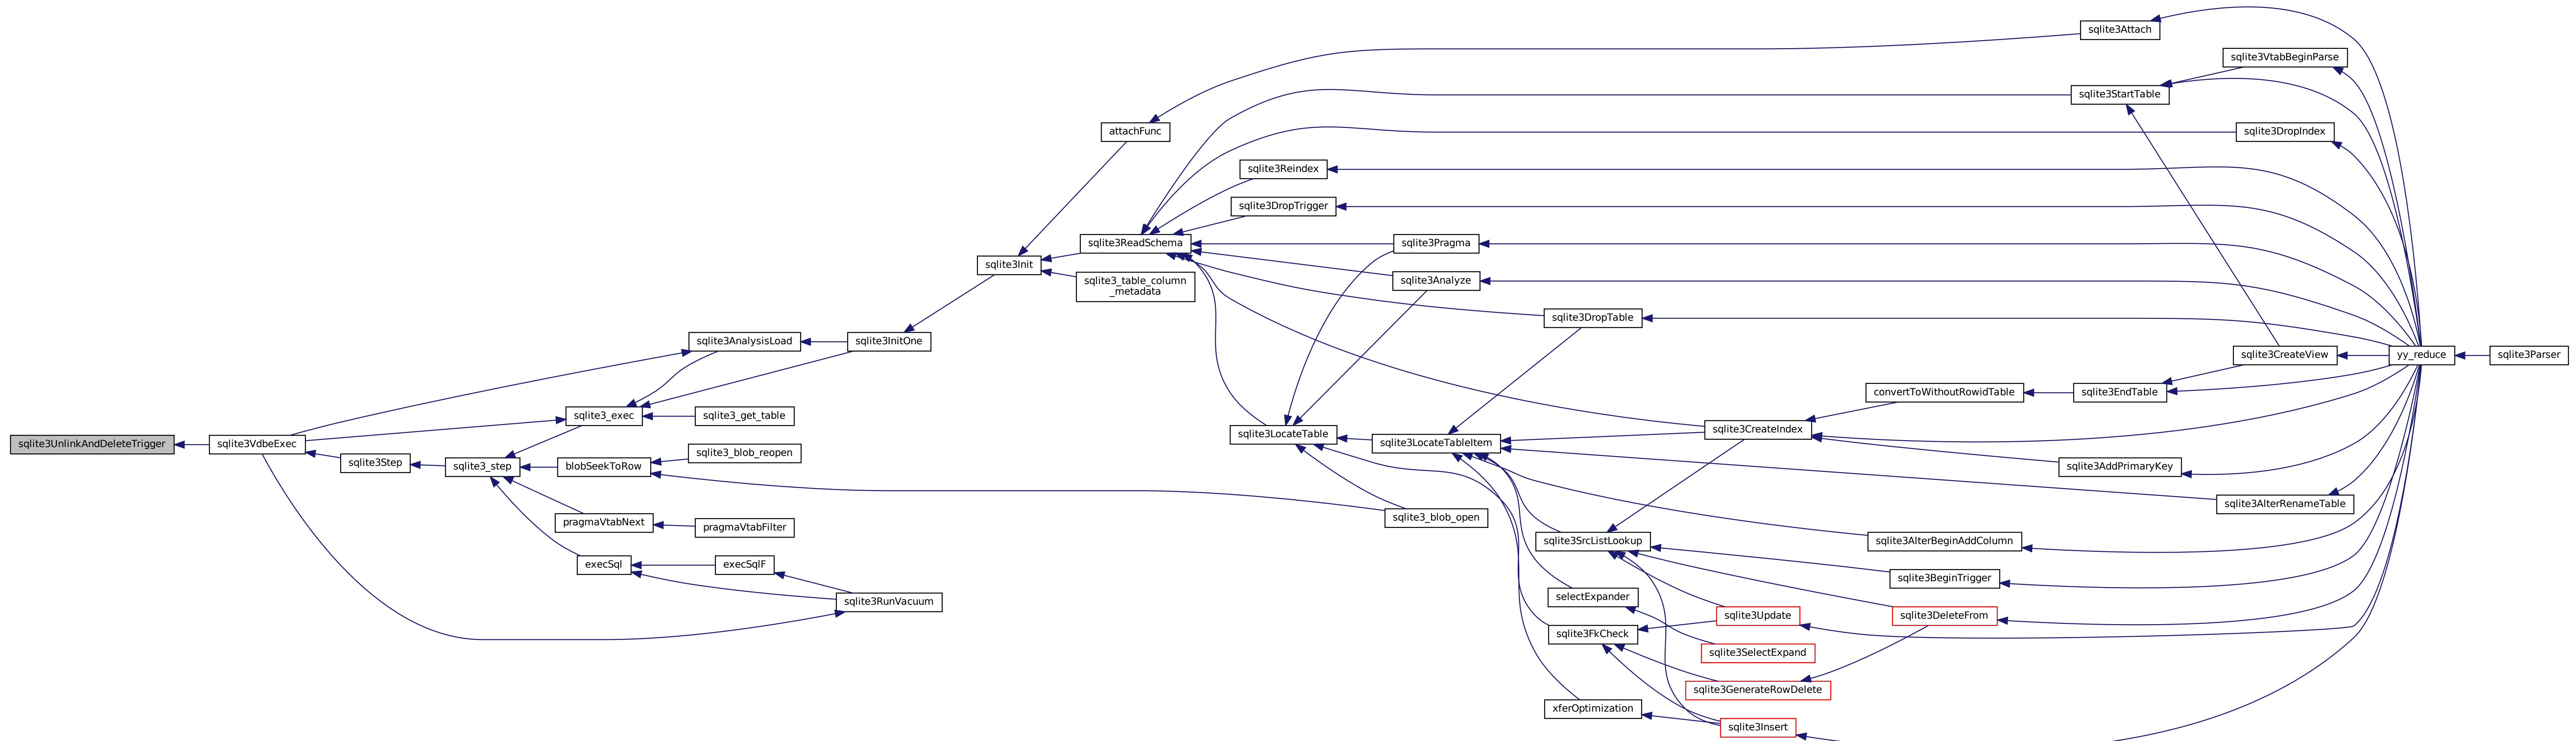 sqlite3Attach
sqlite3VtabBeginParse
sqlite3StartTable
attachFunc
sqlite3DropIndex
sqlite3Reindex
sqlite3DropTrigger
sqlite3ReadSchema
sqlite3Pragma
sqlite3Init
sqlite3_table_column
_metadata
sqlite3Analyze
sqlite3DropTable
sqlite3AnalysisLoad
sqlite3InitOne
sqlite3CreateView
yy_reduce
sqlite3Parser
convertToWithoutRowidTable
sqlite3EndTable
sqlite3_exec
sqlite3_get_table
sqlite3LocateTable
sqlite3CreateIndex
sqlite3UnlinkAndDeleteTrigger
sqlite3VdbeExec
sqlite3LocateTableItem
sqlite3_blob_reopen
sqlite3Step
sqlite3_step
blobSeekToRow
sqlite3AddPrimaryKey
sqlite3AlterRenameTable
sqlite3_blob_open
pragmaVtabNext
pragmaVtabFilter
sqlite3SrcListLookup
sqlite3AlterBeginAddColumn
execSql
execSqlF
sqlite3BeginTrigger
selectExpander
sqlite3RunVacuum
sqlite3Update
sqlite3DeleteFrom
sqlite3FkCheck
sqlite3SelectExpand
sqlite3GenerateRowDelete
xferOptimization
sqlite3Insert